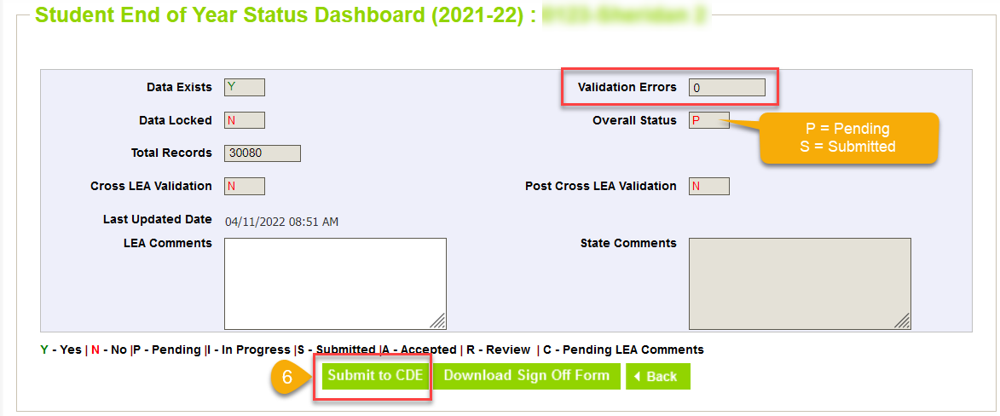 Student End of Year Status Dashboard (2021-22) :
Data Exists Y Validation Errors 0
Data Locked N Overall Status P
P = Pending
S = Submitted
Total Records 30080
Cross LEA Validation N Post Cross LEA Validation N
Last Updated Date 04/11/2022 08:51 AM
LEA Comments State Comments
Y - Yes | N - No |P - Pending |I - In Progress |S - Submitted |A - Accepted | R - Review | C - Pending LEA Comments
6 Submit to CDE Download Sign Off Form Back